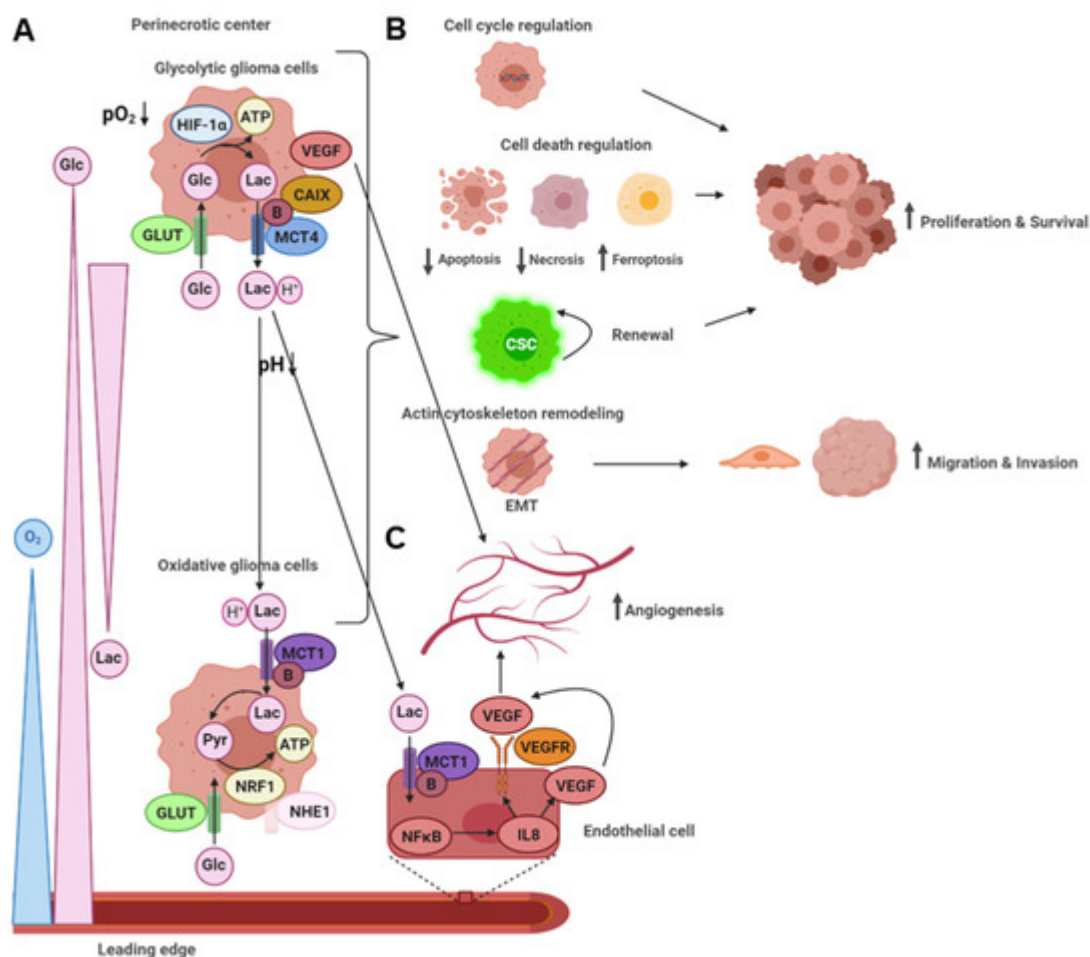 A
Perinecrotic center
Glycolytic glioma cells
pO₂
HIF-1α
ATP
VEGF
Glc
Glc
Lac
CAIX
B
GLUT
MCT4
Glc
Lac
H⁺
pH
O₂
Oxidative glioma cells
H⁺
Lac
MCT1
B
Lac
Lac
Pyr
ATP
NRF1
GLUT
NHE1
Glc
Leading edge
B
Cell cycle regulation
Cell death regulation
Apoptosis
Necrosis
Ferroptosis
Proliferation & Survival
CSC
Renewal
Actin cytoskeleton remodeling
EMT
Migration & Invasion
C
Angiogenesis
Lac
VEGF
MCT1
B
VEGFR
VEGF
NFκB
IL8
Endothelial cell